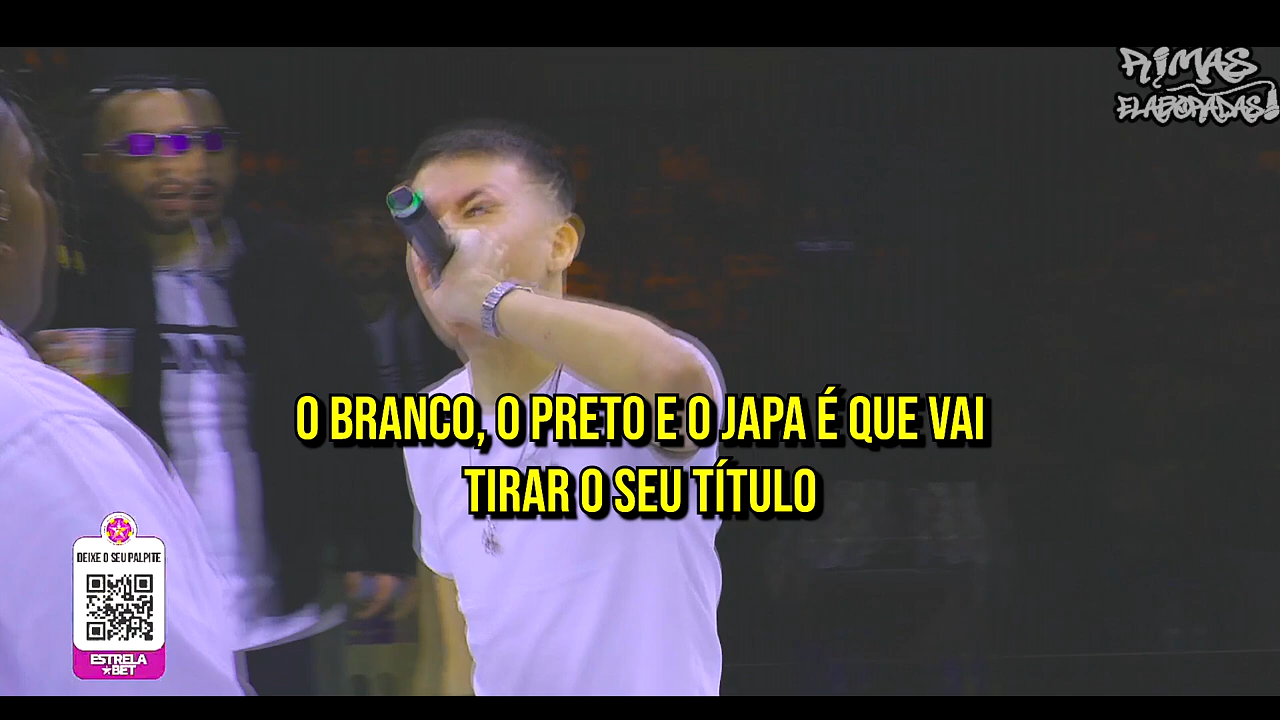 RIMAS
ELABORADAS!
O BRANCO, O PRETO E O JAPA É QUE VAI
TIRAR O SEU TÍTULO
DEIXE O SEU PALPITE
ESTRELA
BET